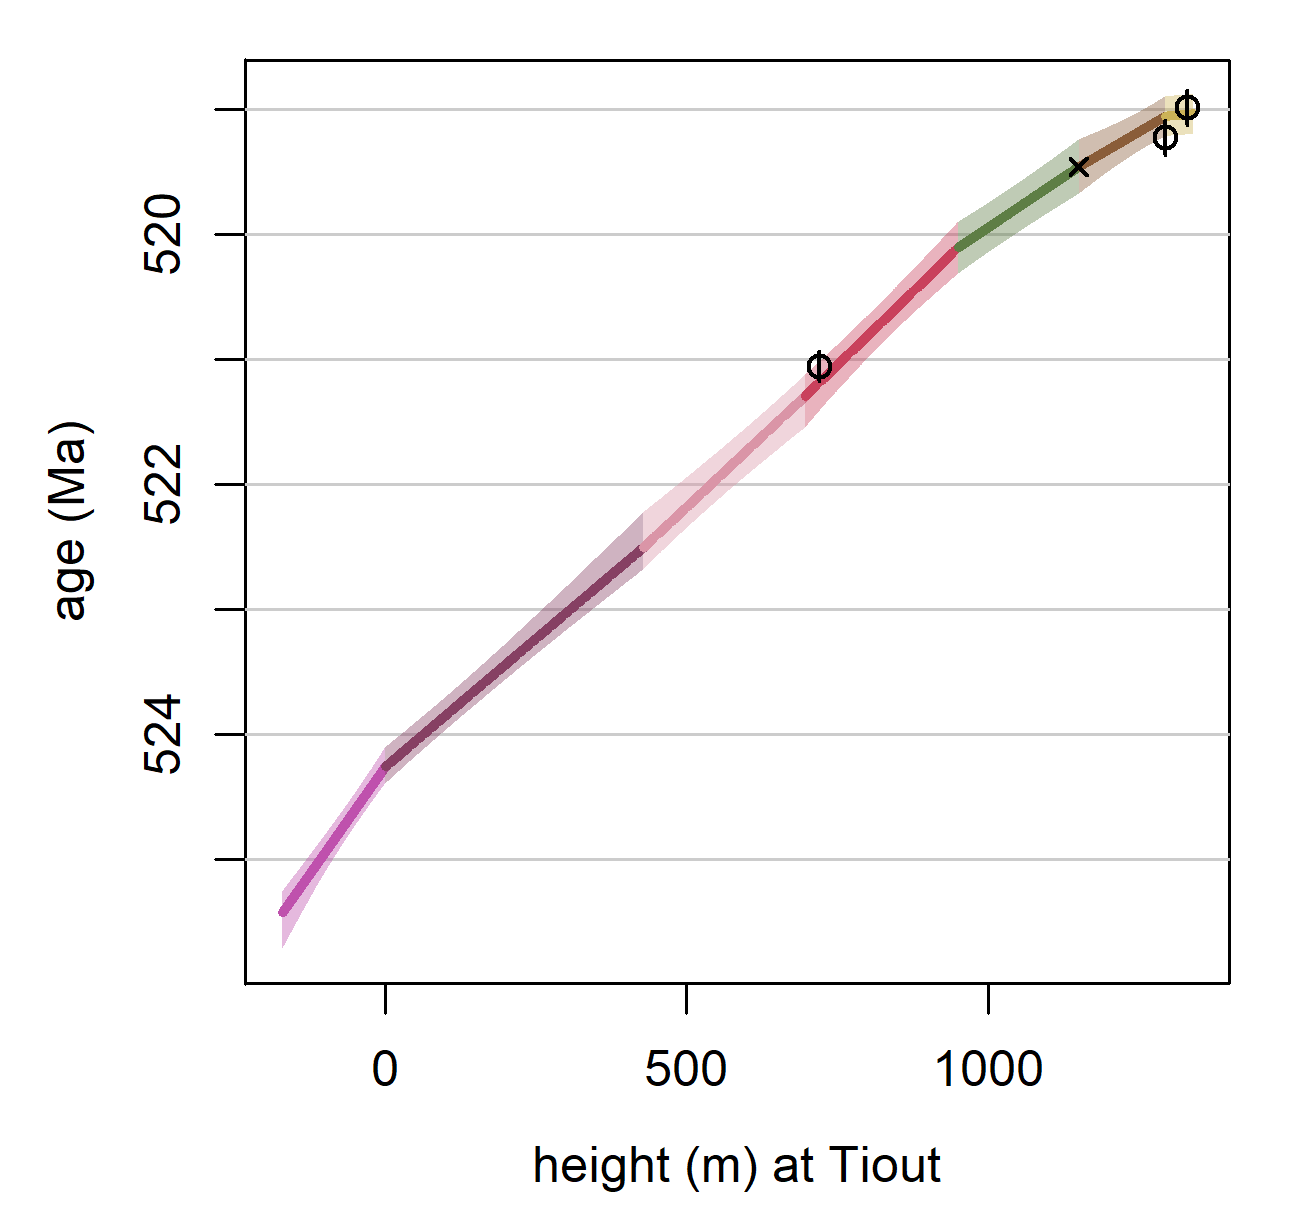 age (Ma)
520
522
524
0 500 1000
height (m) at Tiout